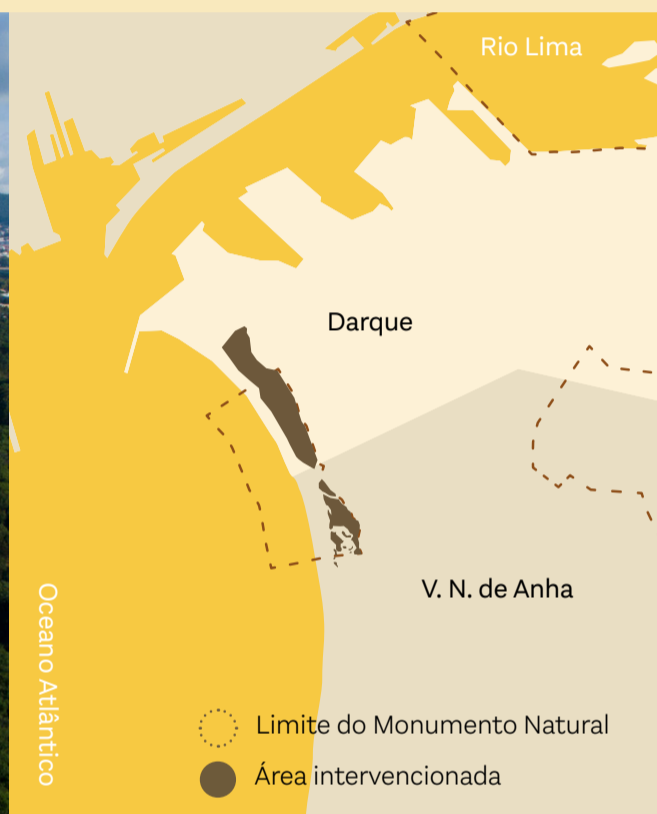 Rio Lima
Darque
V. N. de Anha
Oceano Atlântico
Limite do Monumento Natural
Área intervencionada